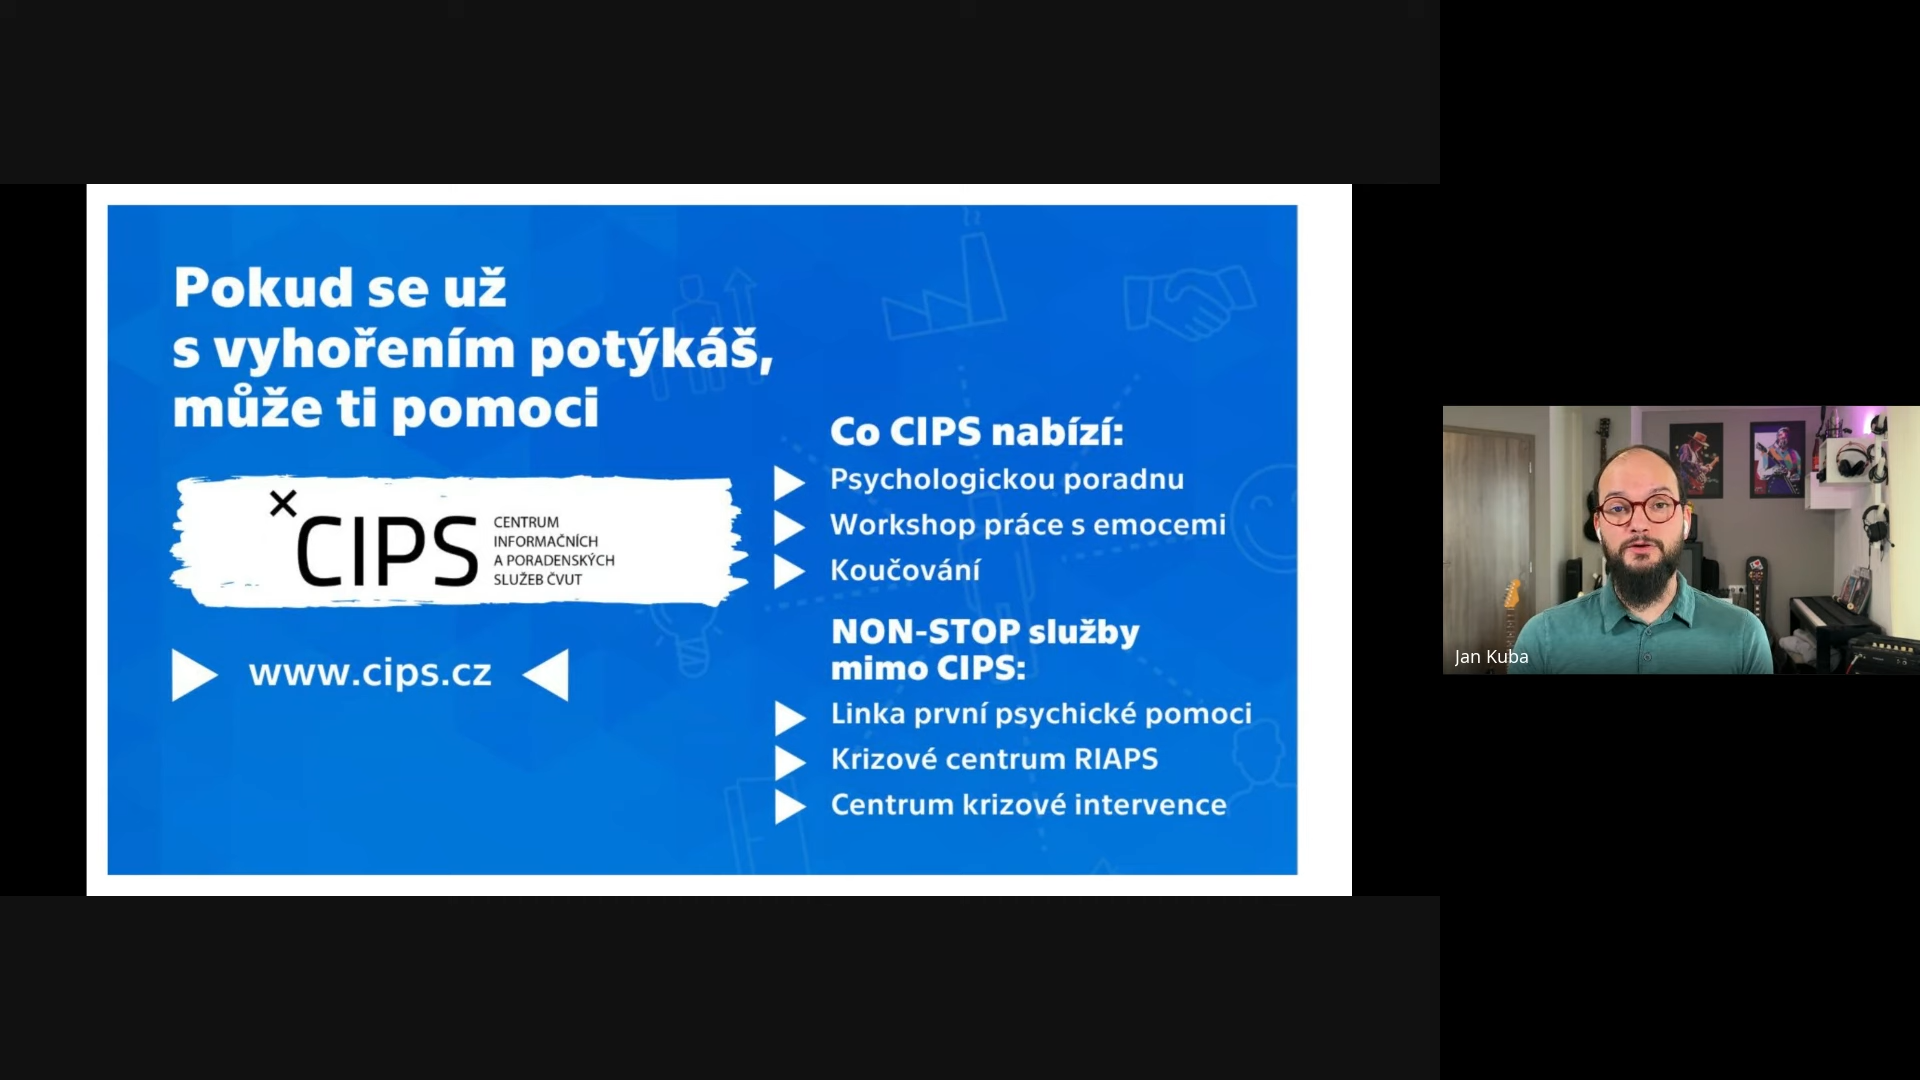 Pokud se už
s vyhořením potýkáš,
může ti pomoci
CIPS
CENTRUM
INFORMAČNÍCH
A PORADENSKÝCH
SLUŽEB ČVUT
www.cips.cz
Co CIPS nabízí:
Psychologickou poradnu
Workshop práce s emocemi
Koučování
NON-STOP služby
mimo CIPS:
Linka první psychické pomoci
Krizové centrum RIAPS
Centrum krizové intervence
Jan Kuba